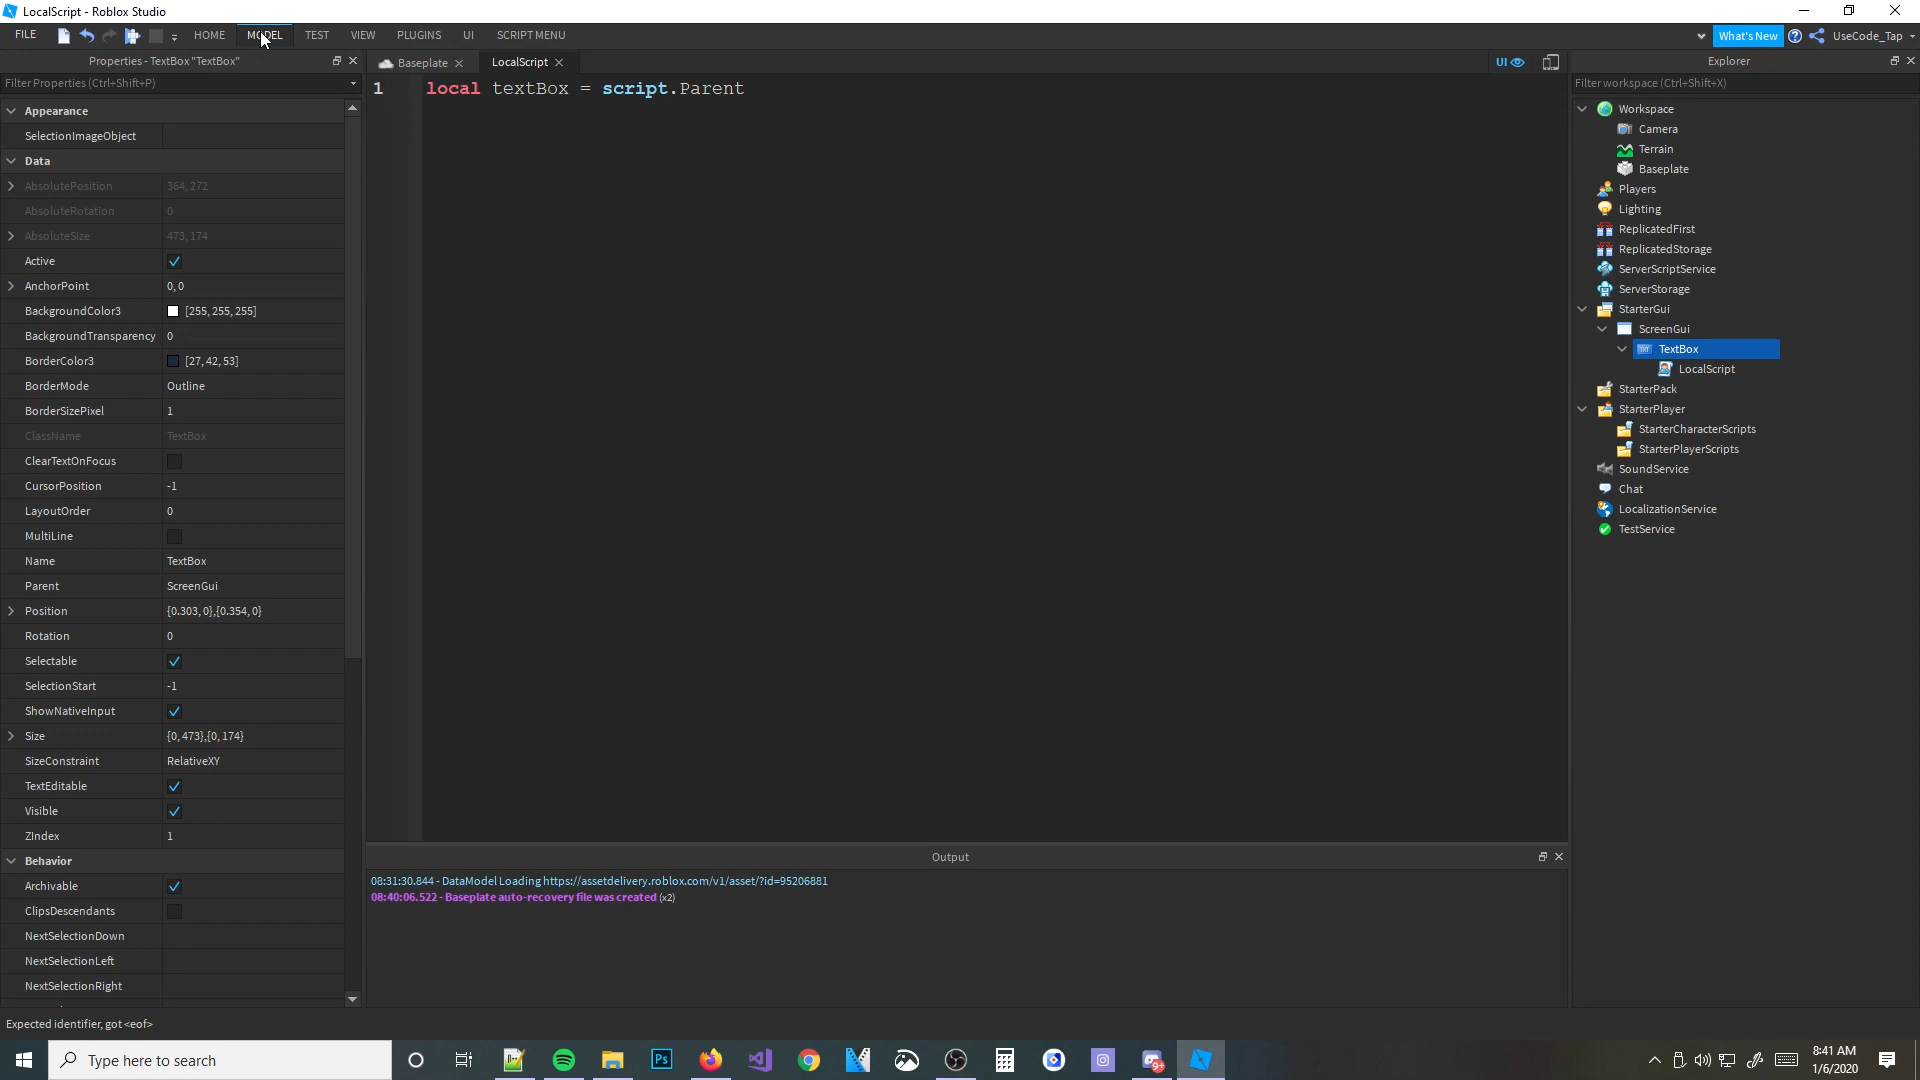 LocalScript - Roblox Studio
FILE HOME MODEL TEST VIEW PLUGINS UI SCRIPT MENU What's New UseCode_Tap
Properties - TextBox "TextBox"
Filter Properties (Ctrl+Shift+P)
Appearance
SelectionImageObject
Data
AbsolutePosition 364, 272
AbsoluteRotation 0
AbsoluteSize 473, 174
Active
AnchorPoint 0, 0
BackgroundColor3 [255, 255, 255]
BackgroundTransparency 0
BorderColor3 [27, 42, 53]
BorderMode Outline
BorderSizePixel 1
ClassName TextBox
ClearTextOnFocus
CursorPosition -1
LayoutOrder 0
MultiLine
Name TextBox
Parent ScreenGui
Position {0.303, 0},{0.354, 0}
Rotation 0
Selectable
SelectionStart -1
ShowNativeInput
Size {0, 473},{0, 174}
SizeConstraint RelativeXY
TextEditable
Visible
ZIndex 1
Behavior
Archivable
ClipsDescendants
NextSelectionDown
NextSelectionLeft
NextSelectionRight
Baseplate LocalScript UI
1 local textBox = script.Parent
Output
08:31:30.844 - DataModel Loading https://assetdelivery.roblox.com/v1/asset/?id=95206881
08:40:06.522 - Baseplate auto-recovery file was created (x2)
Explorer
Filter workspace (Ctrl+Shift+X)
Workspace
Camera
Terrain
Baseplate
Players
Lighting
ReplicatedFirst
ReplicatedStorage
ServerScriptService
ServerStorage
StarterGui
ScreenGui
TextBox
LocalScript
StarterPack
StarterPlayer
StarterCharacterScripts
StarterPlayerScripts
SoundService
Chat
LocalizationService
TestService
Expected identifier, got <eof>
Type here to search
Ps
9+
8:41 AM
1/6/2020